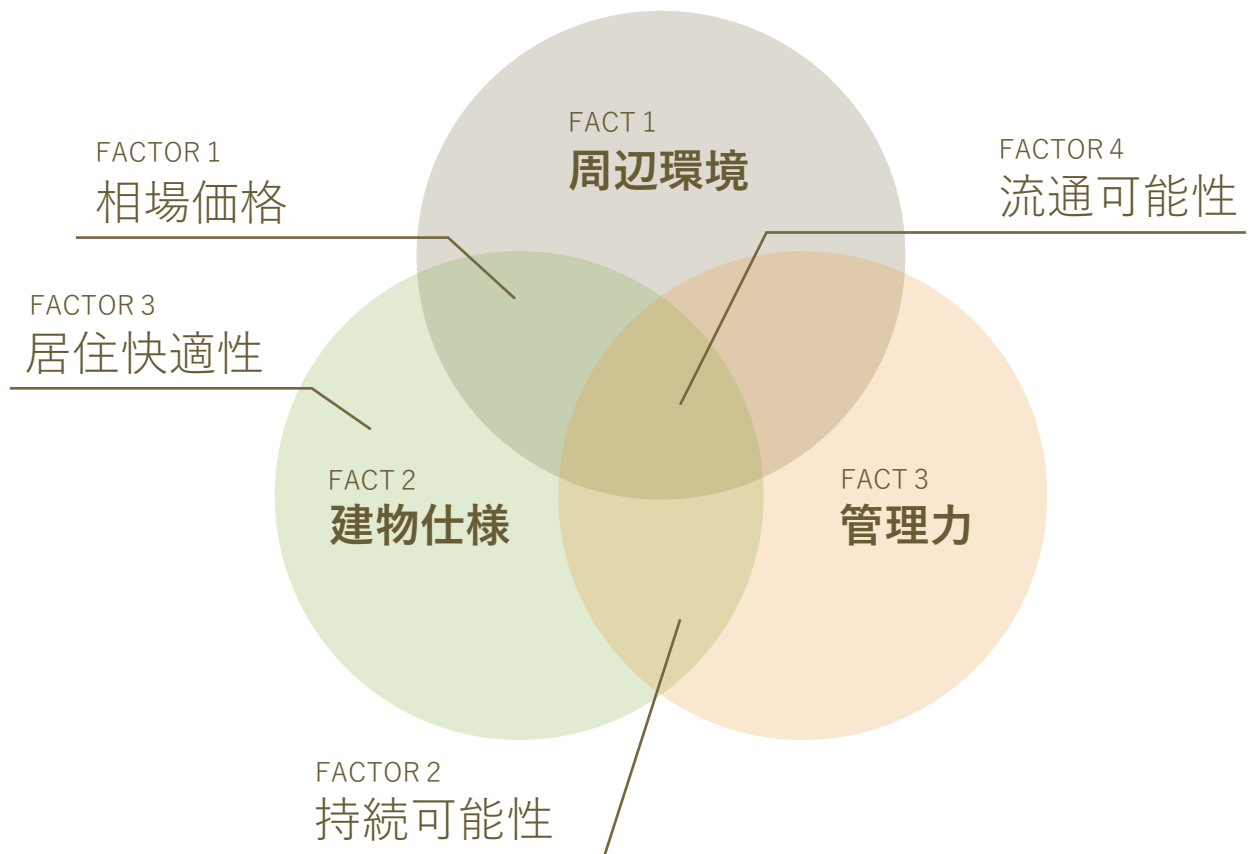 FACT 1
周辺環境
FACTOR 1
相場価格
FACTOR 4
流通可能性
FACTOR 3
居住快適性
FACT 2
建物仕様
FACT 3
管理力
FACTOR 2
持続可能性